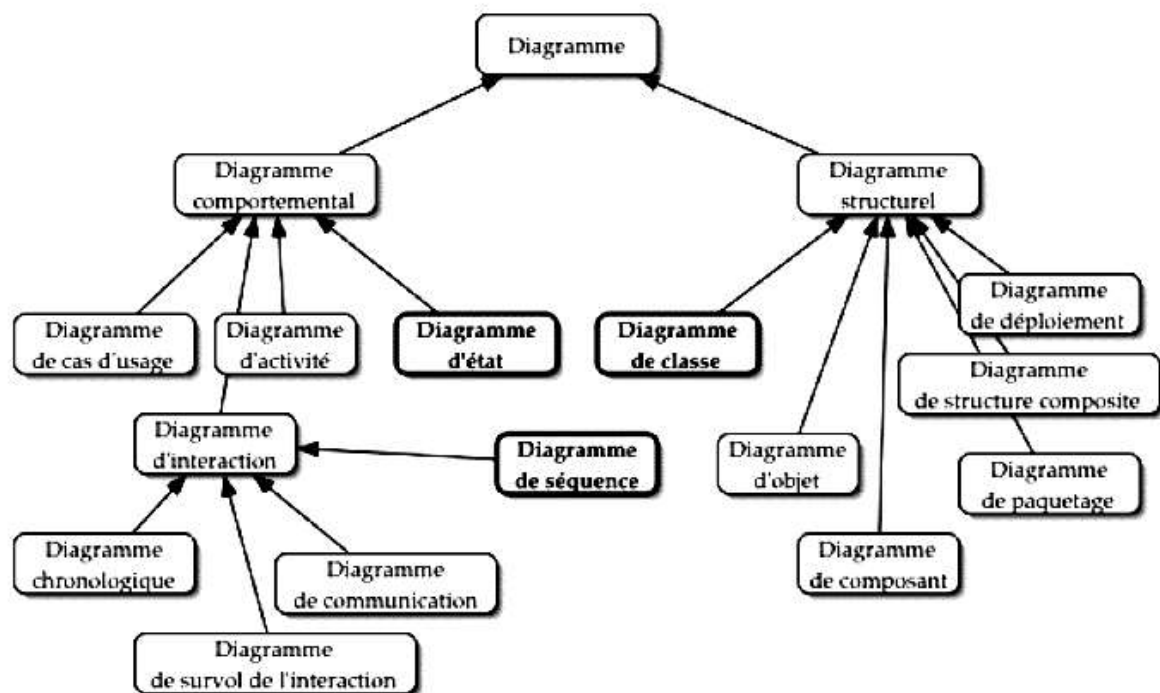 Diagramme
Diagramme
comportemental
Diagramme
structurel
Diagramme
de cas d'usage
Diagramme
d'activité
Diagramme
d'état
Diagramme
de classe
Diagramme
de déploiement
Diagramme
de structure composite
Diagramme
d'interaction
Diagramme
de séquence
Diagramme
d'objet
Diagramme
de paquetage
Diagramme
chronologique
Diagramme
de communication
Diagramme
de composant
Diagramme
de survol de l'interaction